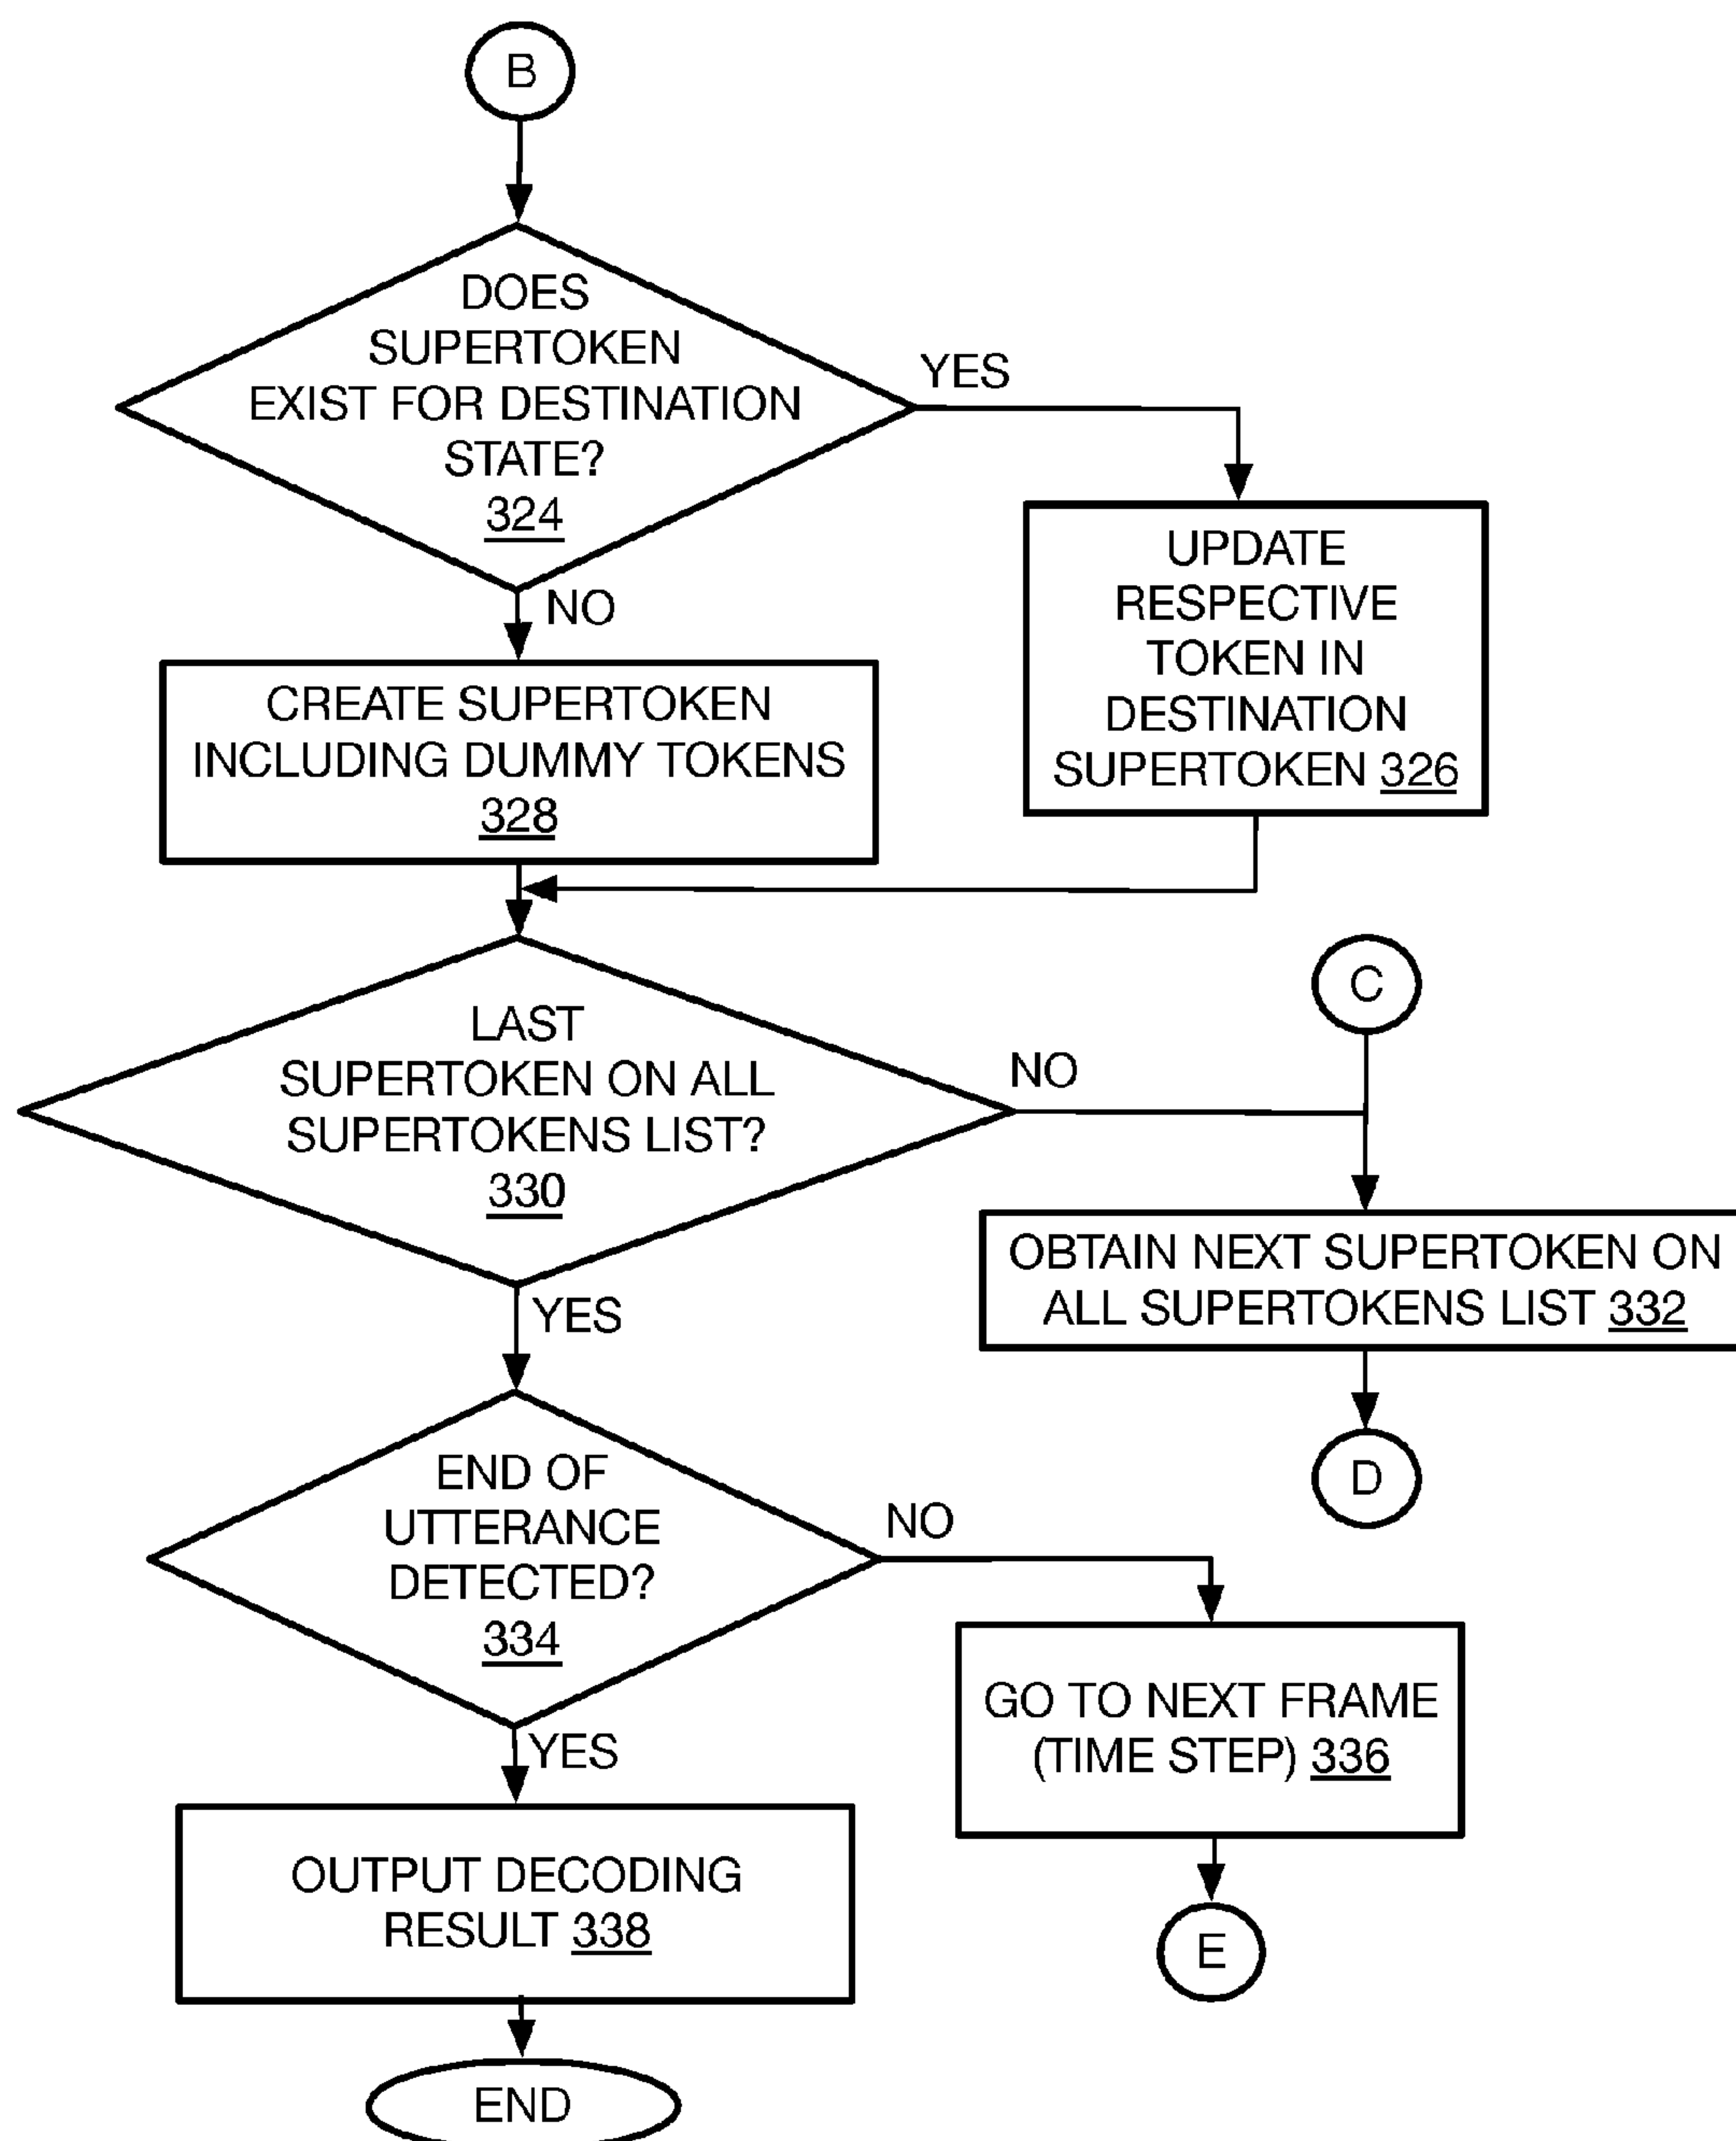 B
DOES
SUPERTOKEN
EXIST FOR DESTINATION
STATE?
324
YES
NO
UPDATE
RESPECTIVE
TOKEN IN
DESTINATION
SUPERTOKEN 326
CREATE SUPERTOKEN
INCLUDING DUMMY TOKENS
328
LAST
SUPERTOKEN ON ALL
SUPERTOKENS LIST?
330
NO
C
YES
OBTAIN NEXT SUPERTOKEN ON
ALL SUPERTOKENS LIST 332
D
END OF
UTTERANCE
DETECTED?
334
NO
YES
GO TO NEXT FRAME
(TIME STEP) 336
E
OUTPUT DECODING
RESULT 338
END